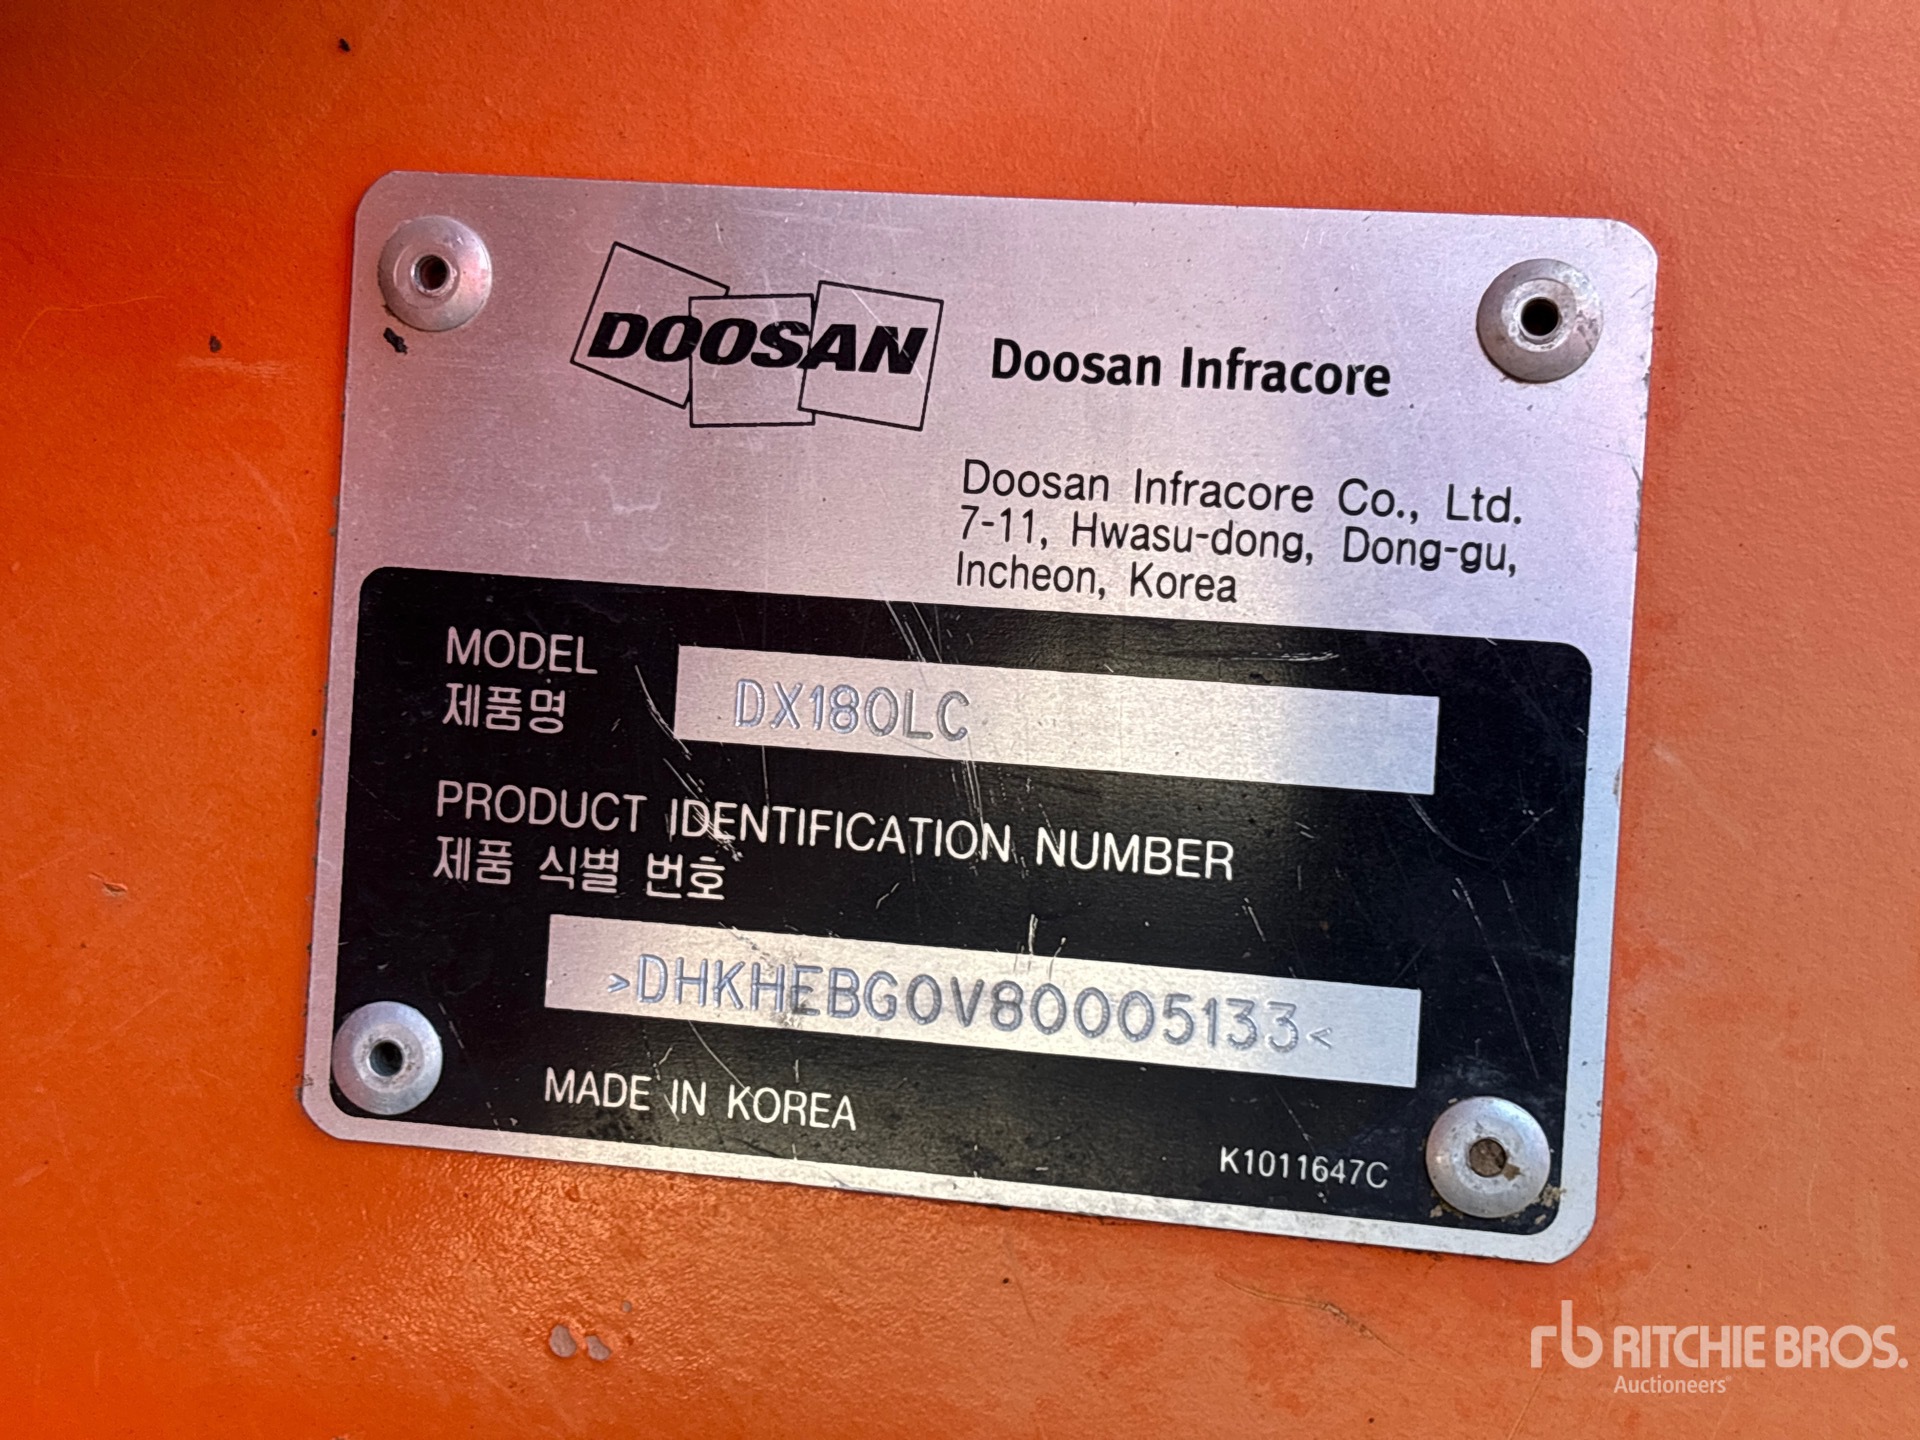 DOOSAN
Doosan Infracore
Doosan Infracore Co., Ltd.
7-11, Hwasu-dong, Dong-gu,
Incheon, Korea
MODEL
제품명
DX180LC
PRODUCT IDENTIFICATION NUMBER
제품 식별 번호
>DHKHEBG0V80005133<
MADE IN KOREA
K1011647C
rb RITCHIE BROS.
Auctioneers